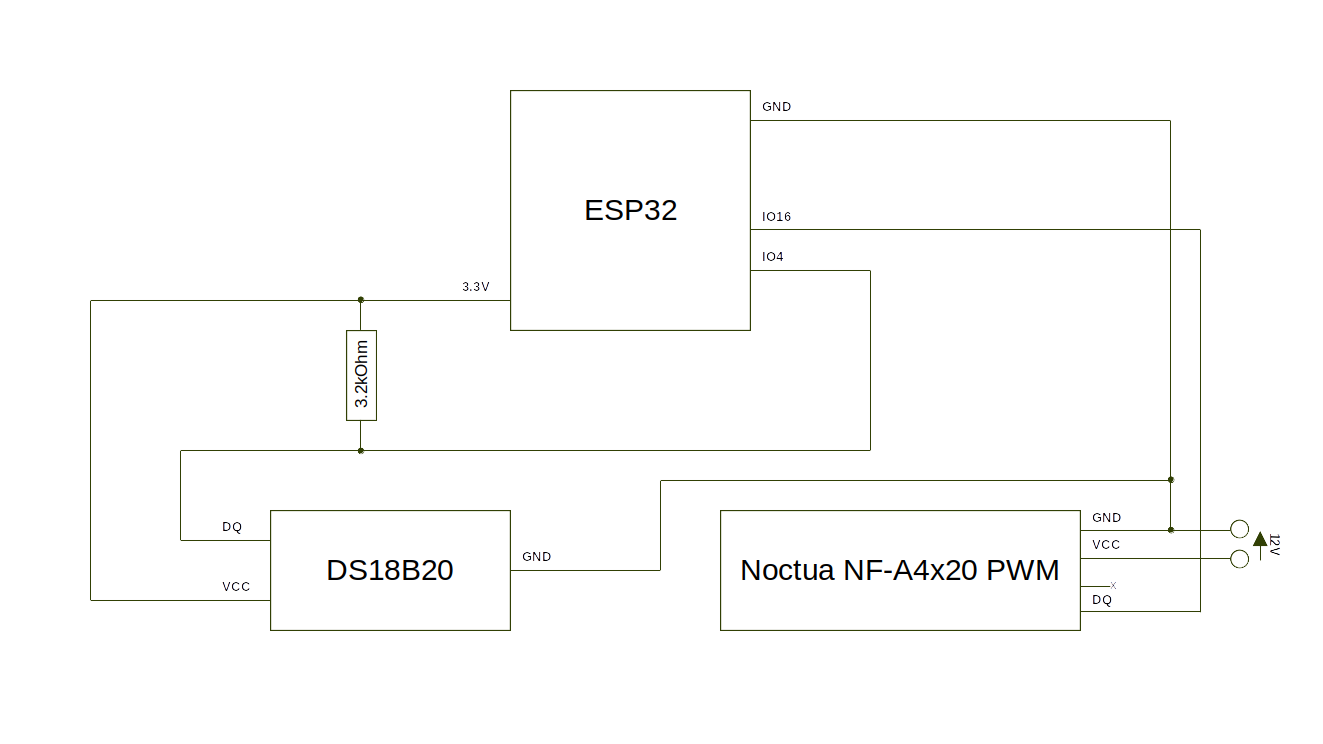 GND
ESP32
IO16
IO4
3.3V
3.2kOhm
DQ
DS18B20
GND
VCC
GND
Noctua NF-A4x20 PWM
VCC
X
DQ
12V